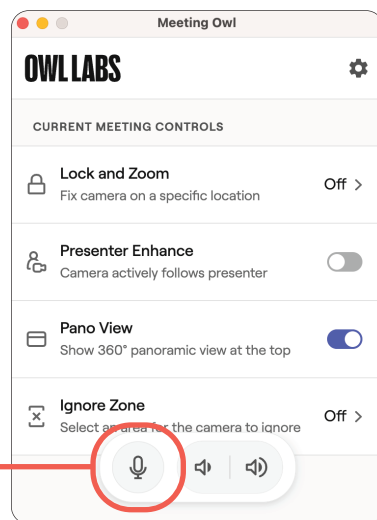 Meeting Owl
OWL LABS
CURRENT MEETING CONTROLS
Lock and Zoom
Fix camera on a specific location
Off
Presenter Enhance
Camera actively follows presenter
Pano View
Show 360° panoramic view at the top
Ignore Zone
Select an area for the camera to ignore
Off